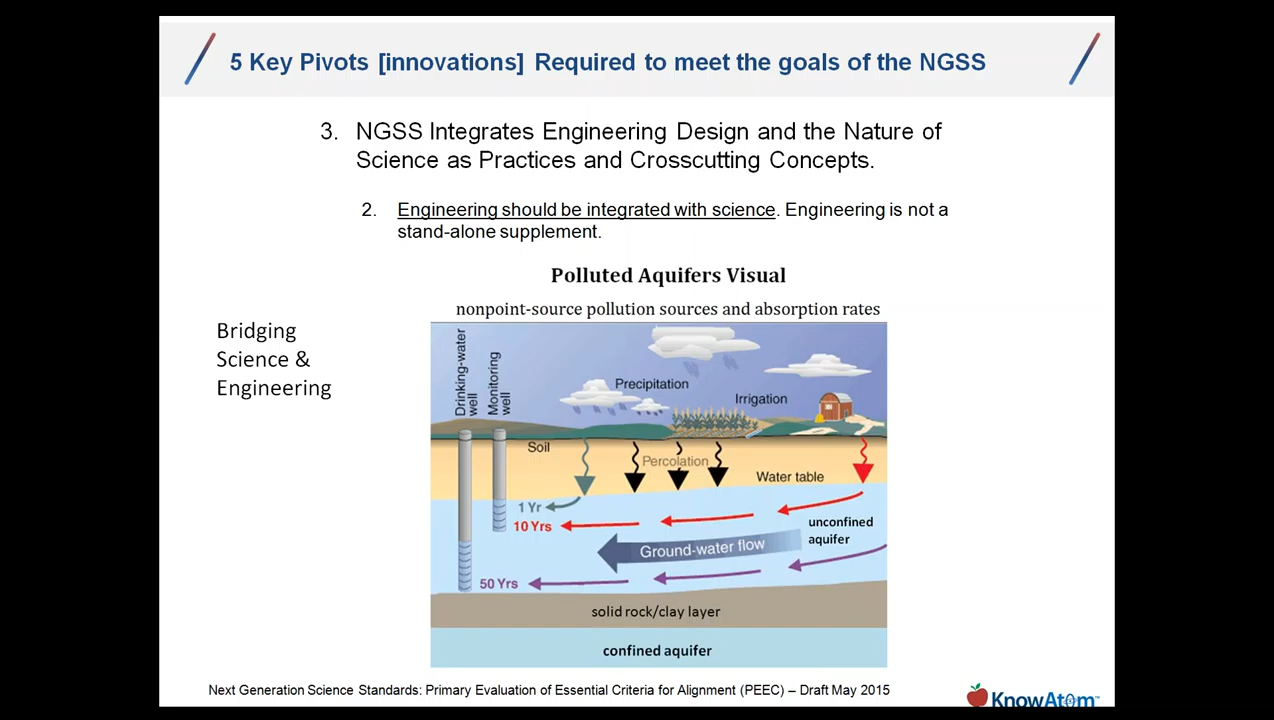 5 Key Pivots [innovations] Required to meet the goals of the NGSS
3. NGSS Integrates Engineering Design and the Nature of
Science as Practices and Crosscutting Concepts.
2. Engineering should be integrated with science. Engineering is not a
stand-alone supplement.
Polluted Aquifers Visual
nonpoint-source pollution sources and absorption rates
Bridging
Science &
Engineering
Drinking-water
well
Monitoring
well
Precipitation
Irrigation
Soil
Percolation
Water table
1 Yr
10 Yrs
unconfined
aquifer
Ground-water flow
50 Yrs
solid rock/clay layer
confined aquifer
Next Generation Science Standards: Primary Evaluation of Essential Criteria for Alignment (PEEC) – Draft May 2015
KnowAtom™